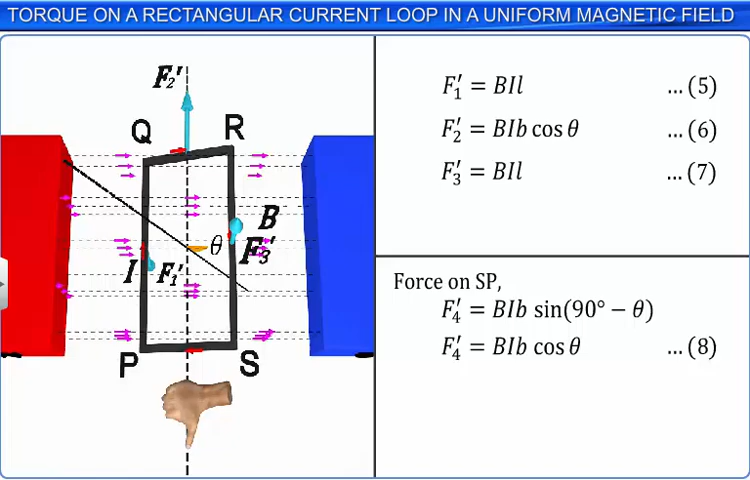 TORQUE ON A RECTANGULAR CURRENT LOOP IN A UNIFORM MAGNETIC FIELD
F₂′
Q
R
B
θ
F₃′
I
F₁′
P
S
F₁′ = BIl ...(5)
F₂′ = BIb cos θ ...(6)
F₃′ = BIl ...(7)
Force on SP,
F₄′ = BIb sin(90° − θ)
F₄′ = BIb cos θ ...(8)